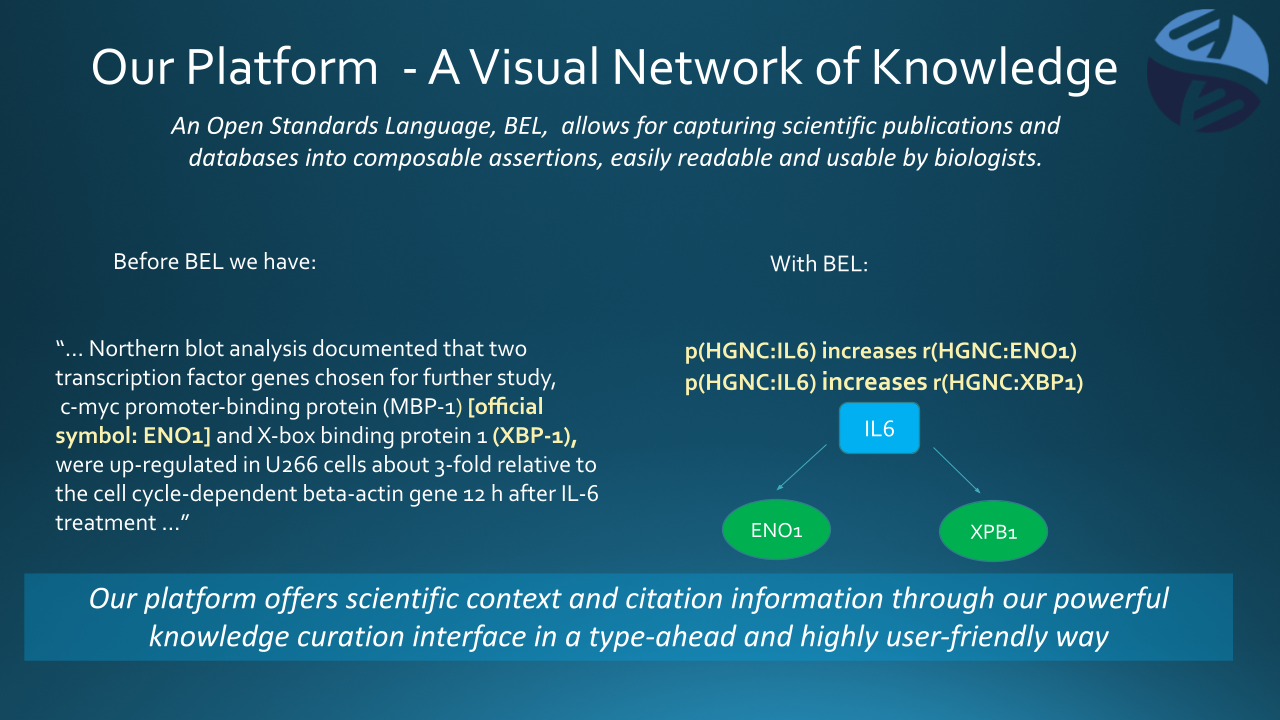 Our Platform - A Visual Network of Knowledge
An Open Standards Language, BEL, allows for capturing scientific publications and
databases into composable assertions, easily readable and usable by biologists.
Before BEL we have:
“... Northern blot analysis documented that two
transcription factor genes chosen for further study,
c-myc promoter-binding protein (MBP-1) [official
symbol: ENO1] and X-box binding protein 1 (XBP-1),
were up-regulated in U266 cells about 3-fold relative to
the cell cycle-dependent beta-actin gene 12 h after IL-6
treatment ...”
With BEL:
p(HGNC:IL6) increases r(HGNC:ENO1)
p(HGNC:IL6) increases r(HGNC:XBP1)
IL6
ENO1
XPB1
Our platform offers scientific context and citation information through our powerful
knowledge curation interface in a type-ahead and highly user-friendly way